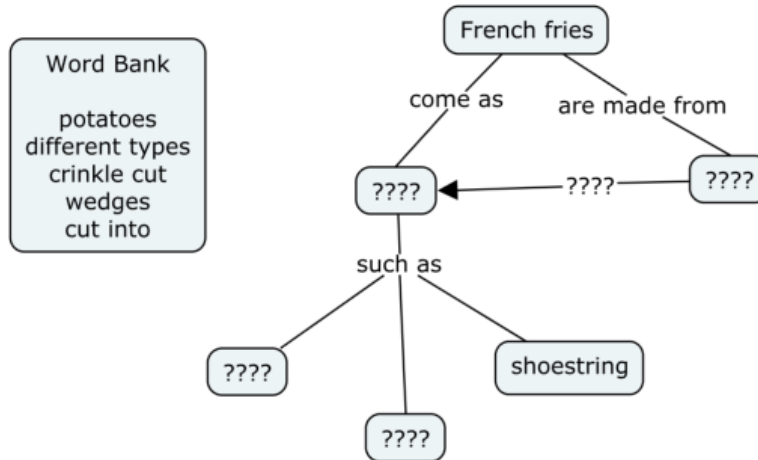 French fries
Word Bank
potatoes
different types
crinkle cut
wedges
cut into
come as
are made from
????
????
????
such as
????
shoestring
????